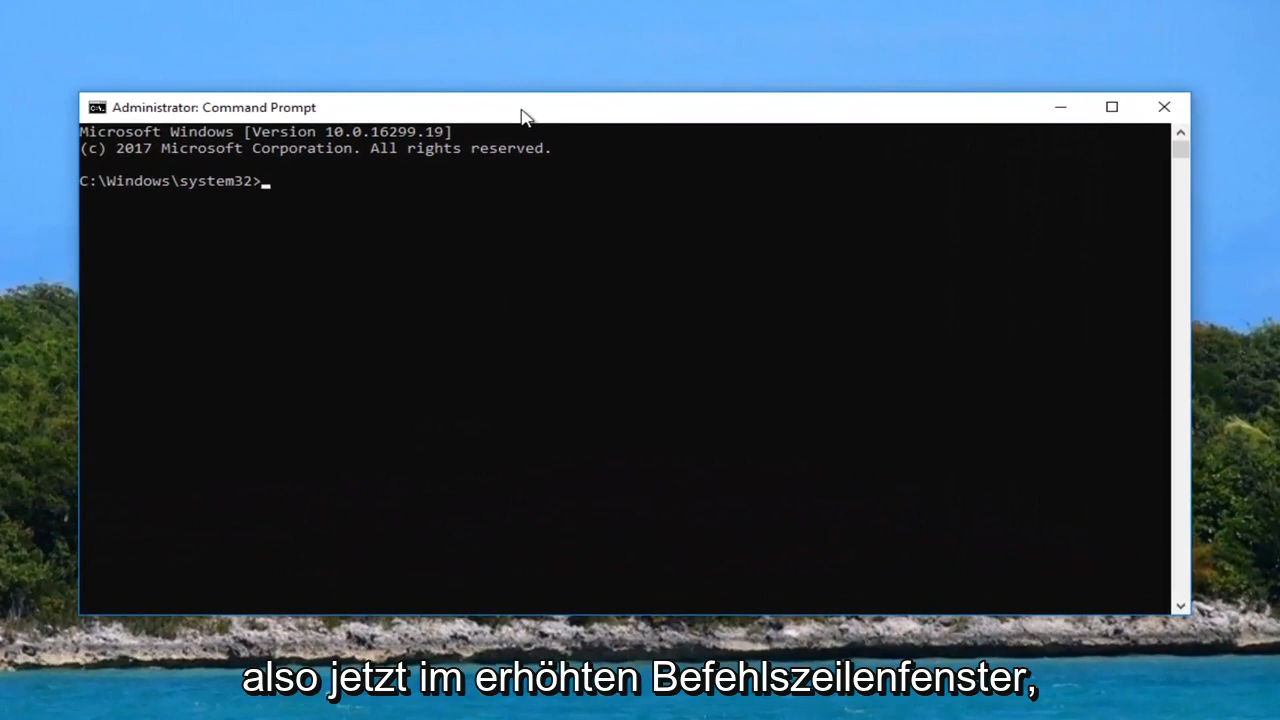 Administrator: Command Prompt
Microsoft Windows [Version 10.0.16299.19]
(c) 2017 Microsoft Corporation. All rights reserved.
C:\Windows\system32>
also jetzt im erhöhten Befehlszeilenfenster,